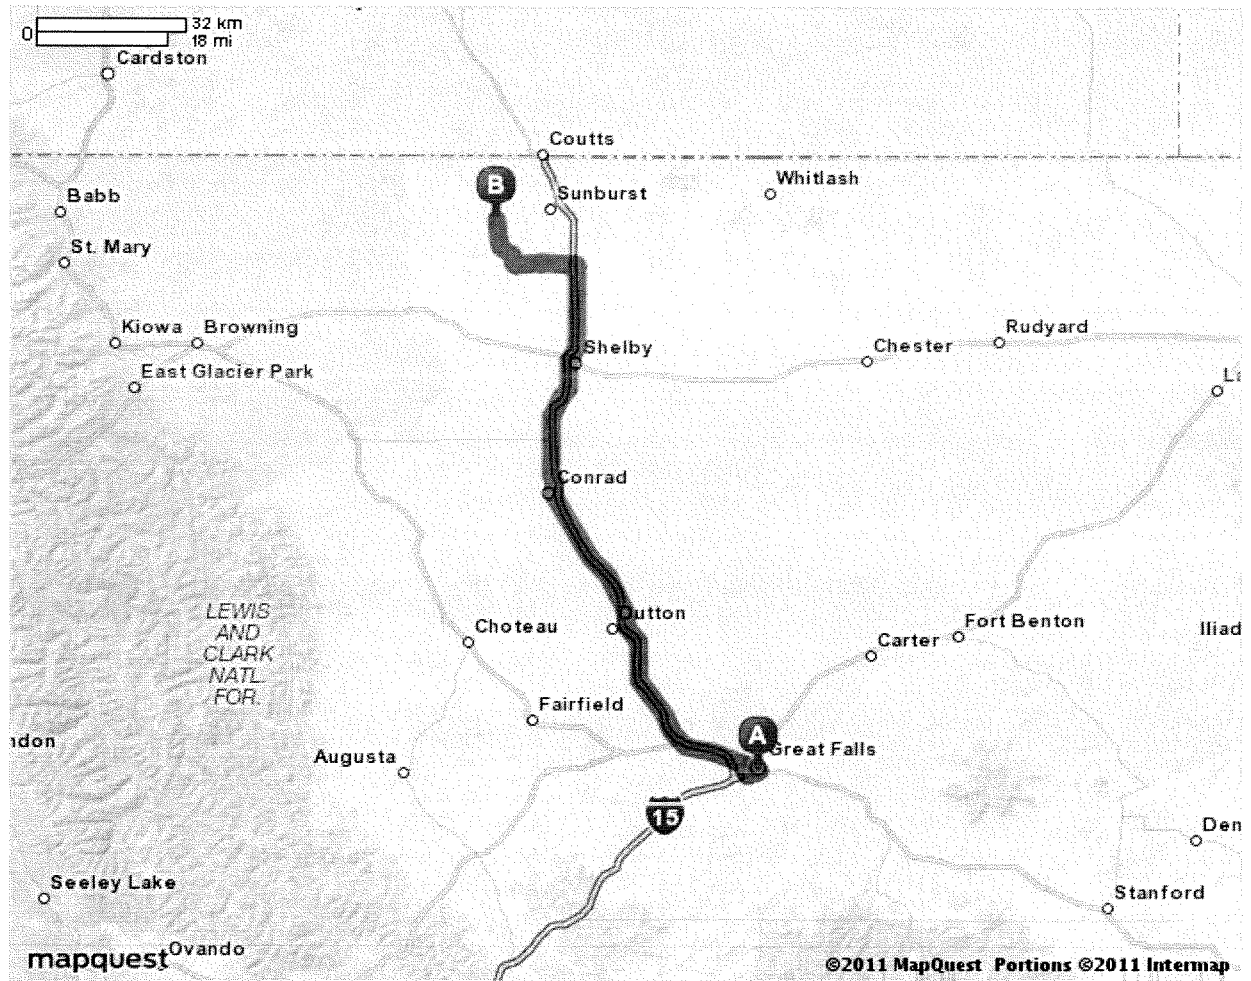 0
32 km
18 mi
Cardston
Coutts
B
Sunburst
Whitlash
Babb
St. Mary
Kiowa
Browning
Shelby
Rudyard
Chester
East Glacier Park
Conrad
LEWIS
AND
CLARK
NATL.
FOR.
Dutton
Choteau
Carter
Fort Benton
Iliad
Fairfield
Augusta
A
Great Falls
15
Seeley Lake
Stanford
Ovando
mapquest
©2011 MapQuest Portions ©2011 Intermap